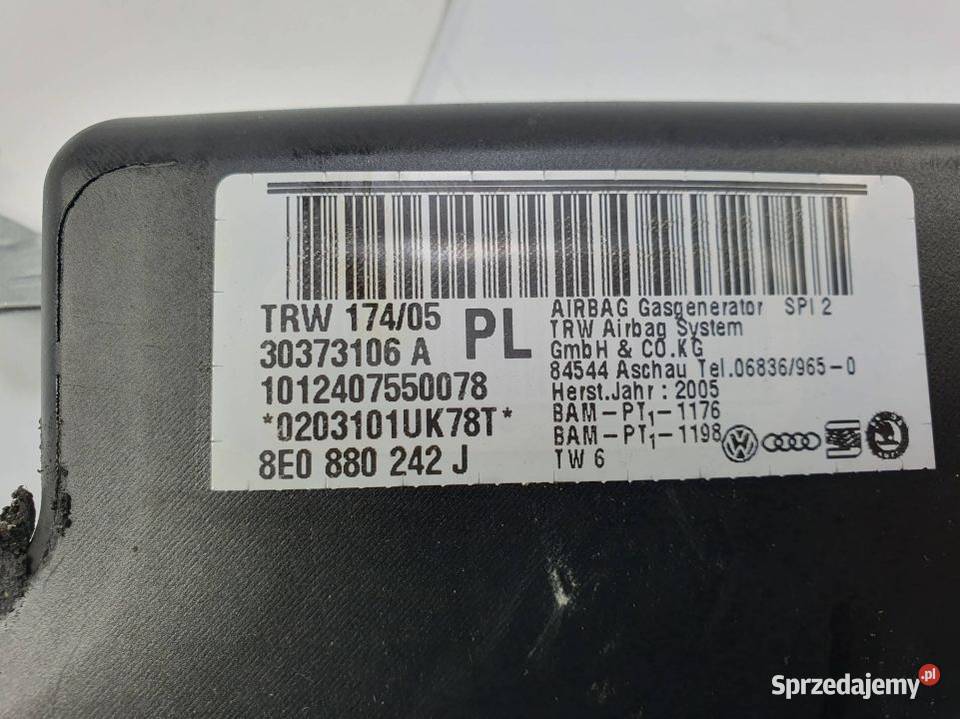 TRW 174/05
30373106 A
1012407550078
*0203101UK78T*
8E0 880 242 J
PL
AIRBAG Gasgenerator SPI 2
TRW Airbag System
GmbH & CO.KG
84544 Aschau Tel.06836/965-0
Herst.Jahr : 2005
BAM-PT1-1176
BAM-PT1-1198
TW 6
Sprzedajemy.pl